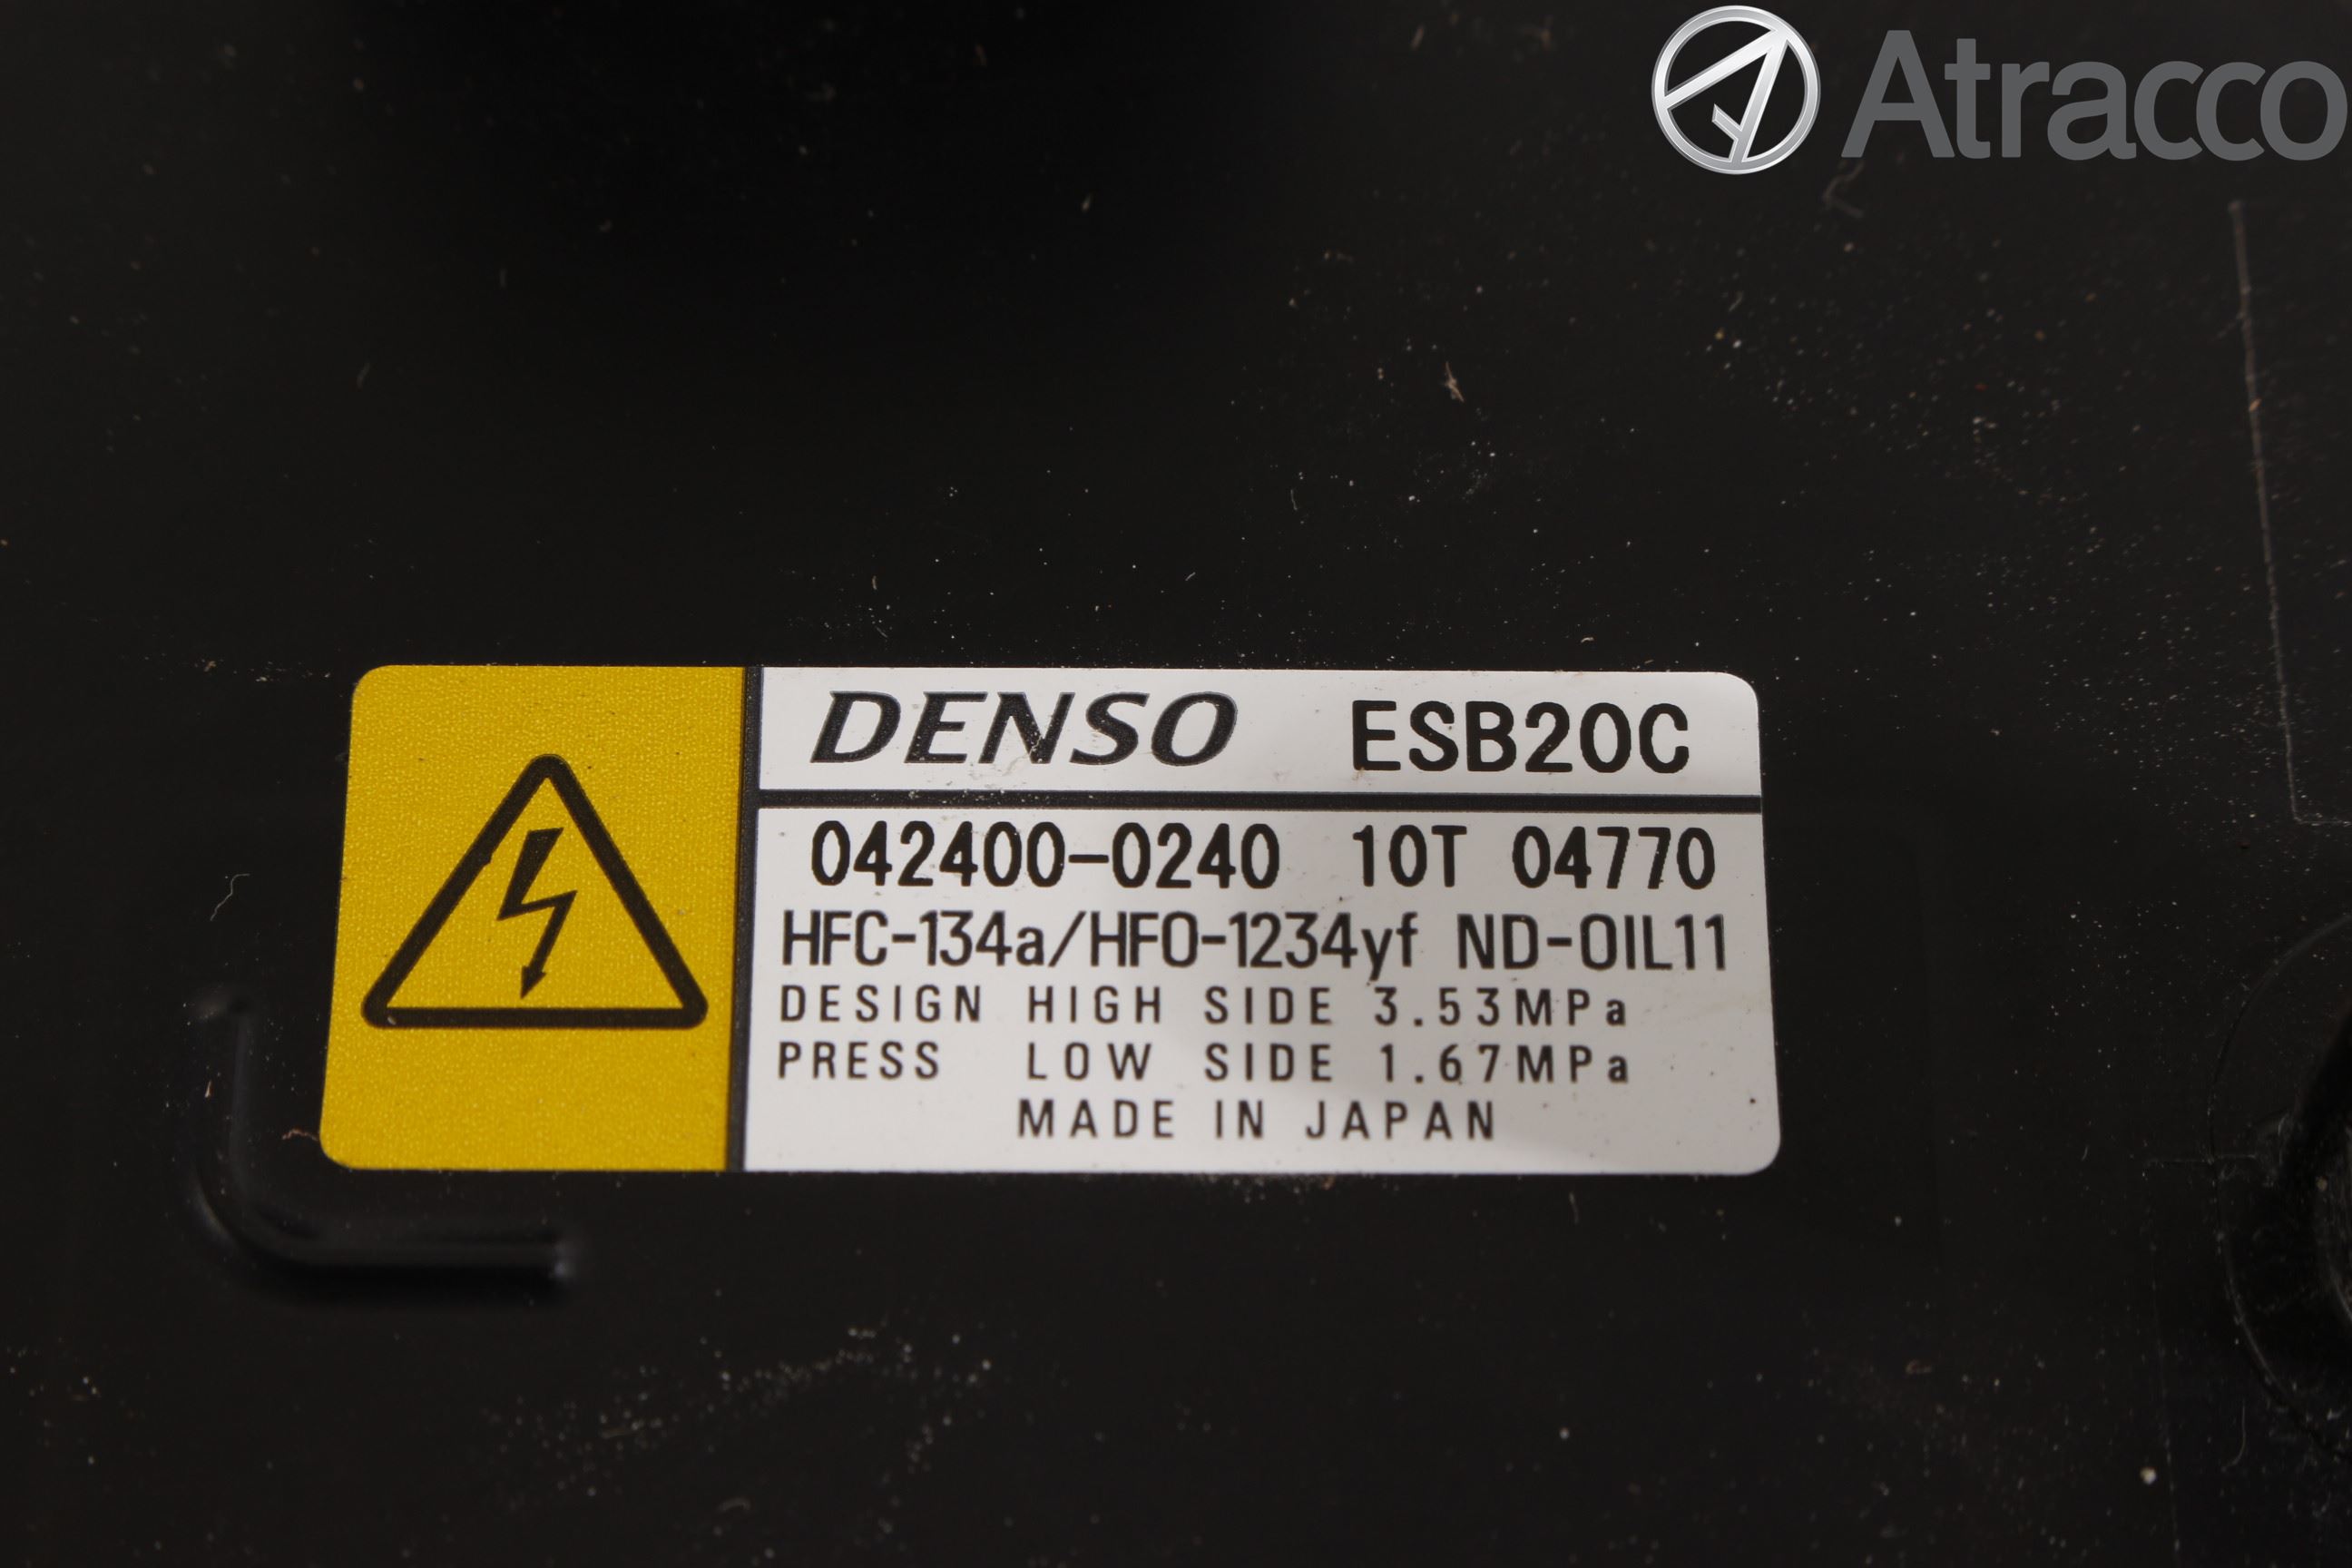 Atracco
DENSO ESB20C
042400-0240 10T 04770
HFC-134a/HFO-1234yf ND-OIL11
DESIGN HIGH SIDE 3.53MPa
PRESS LOW SIDE 1.67MPa
MADE IN JAPAN